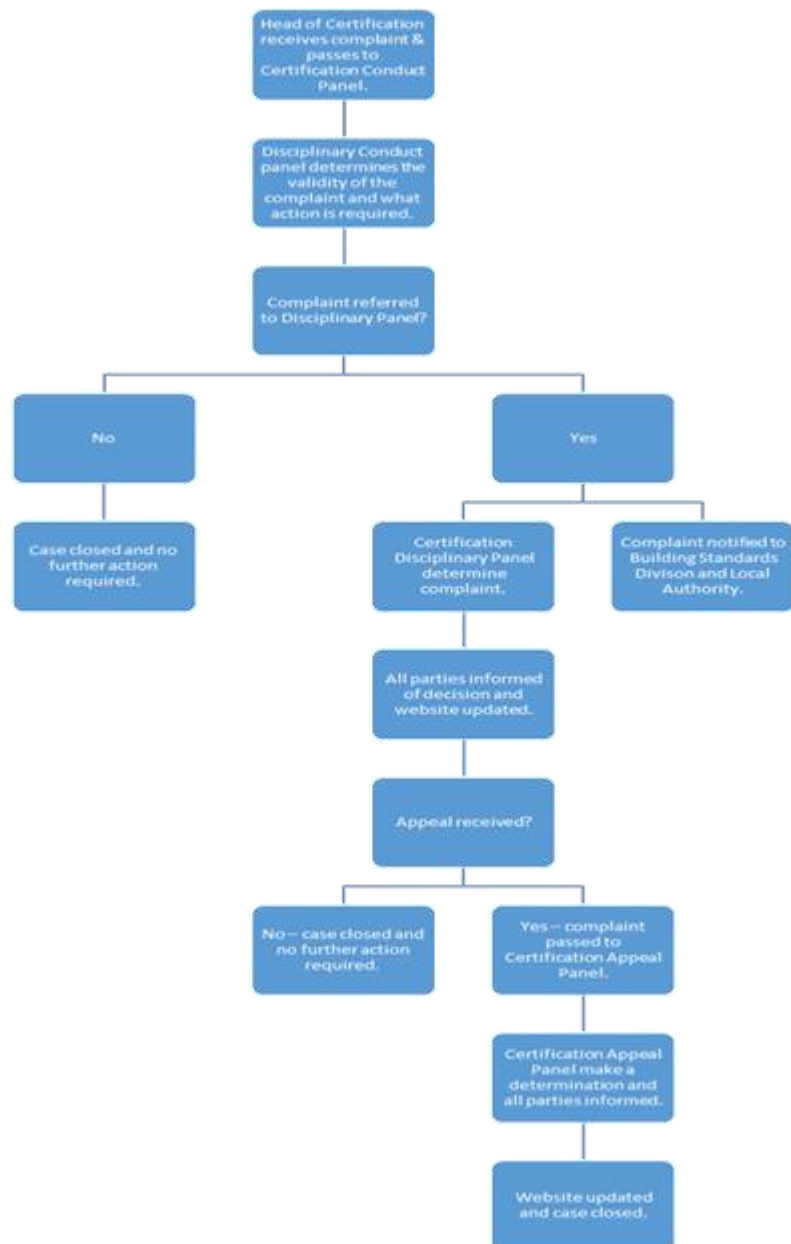 Head of Certification
receives complaint &
passes to
Certification Conduct
Panel.
Disciplinary Conduct
panel determines the
validity of the
complaint and what
action is required.
Complaint referred
to Disciplinary Panel?
No
Yes
Case closed and no
further action
required.
Certification
Disciplinary Panel
determine
complaint.
Complaint notified to
Building Standards
Divison and Local
Authority.
All parties informed
of decision and
website updated.
Appeal received?
No – case closed and
no further action
required.
Yes – complaint
passed to
Certification Appeal
Panel.
Certification Appeal
Panel make a
determination and
all parties informed.
Website updated
and case closed.